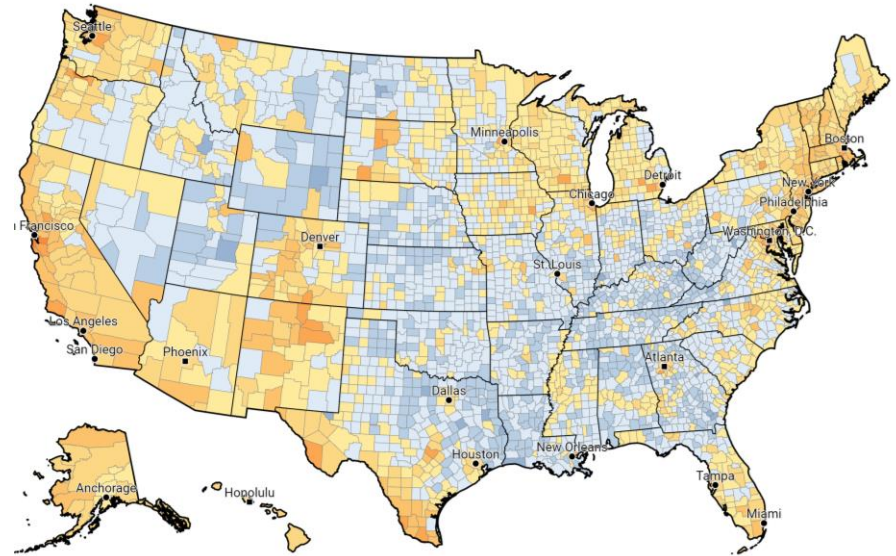 Seattle
Minneapolis
Boston
Detroit
New York
Chicago
Philadelphia
Francisco
Denver
Washington, D.C.
St. Louis
Los Angeles
San Diego
Phoenix
Atlanta
Dallas
Houston
New Orleans
Anchorage
Honolulu
Tampa
Miami